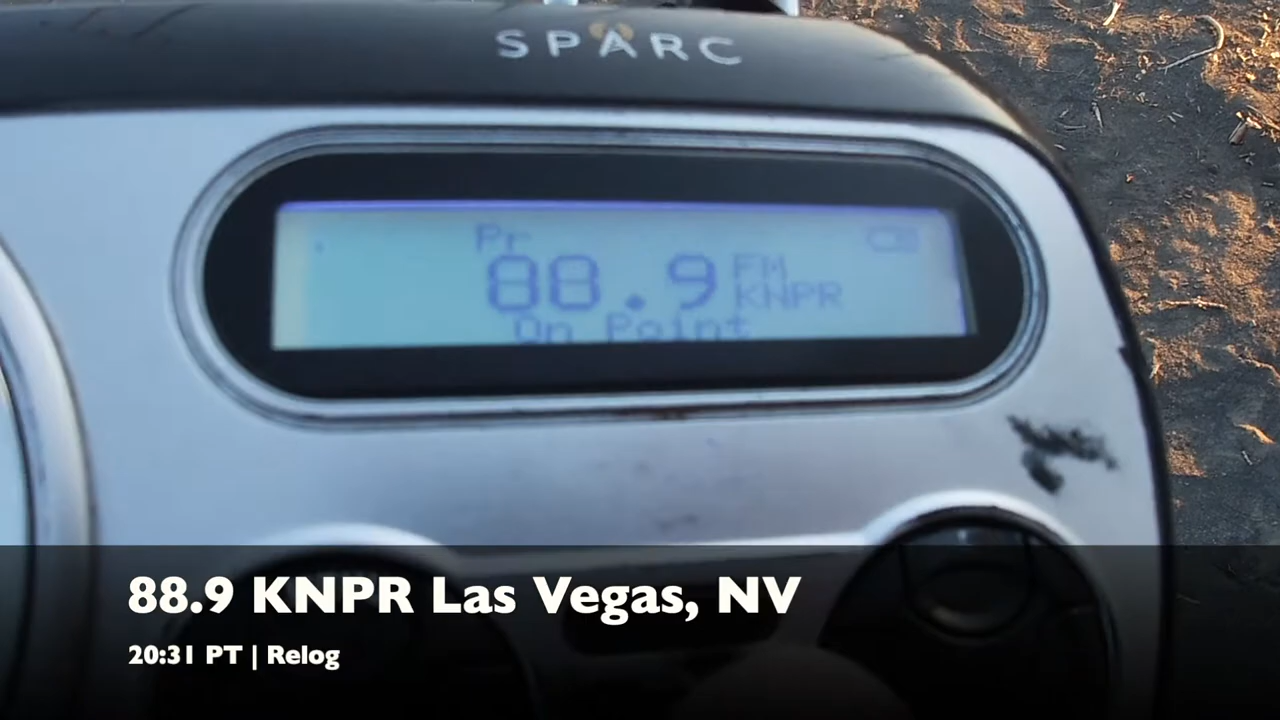 SPARC
Pr
88.9 FM
KNPR
On Point
88.9 KNPR Las Vegas, NV
20:31 PT | Relog